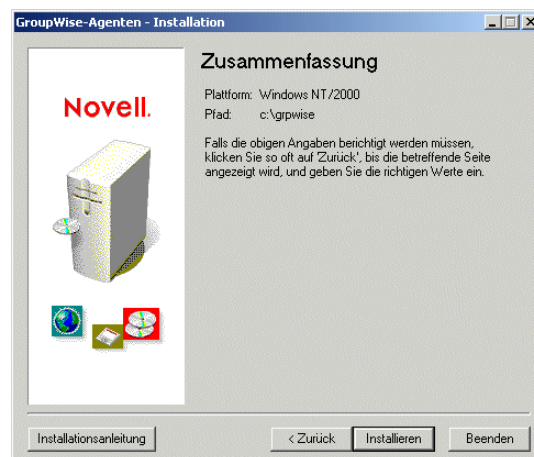 GroupWise-Agenten - Installation
Novell.
Zusammenfassung
Plattform: Windows NT/2000
Pfad: c:\grpwise
Falls die obigen Angaben berichtigt werden müssen,
klicken Sie so oft auf 'Zurück', bis die betreffende Seite
angezeigt wird, und geben Sie die richtigen Werte ein.
Installationsanleitung
< Zurück
Installieren
Beenden